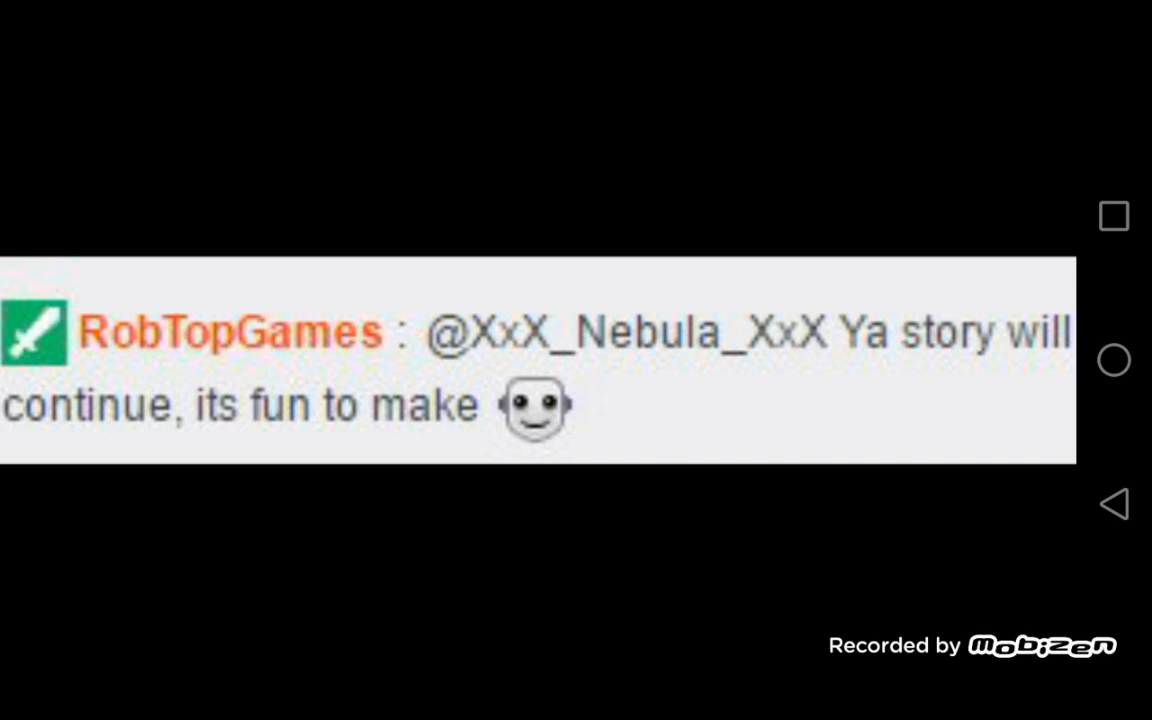 RobTopGames : @XxX_Nebula_XxX Ya story will
continue, its fun to make
Recorded by mobizen